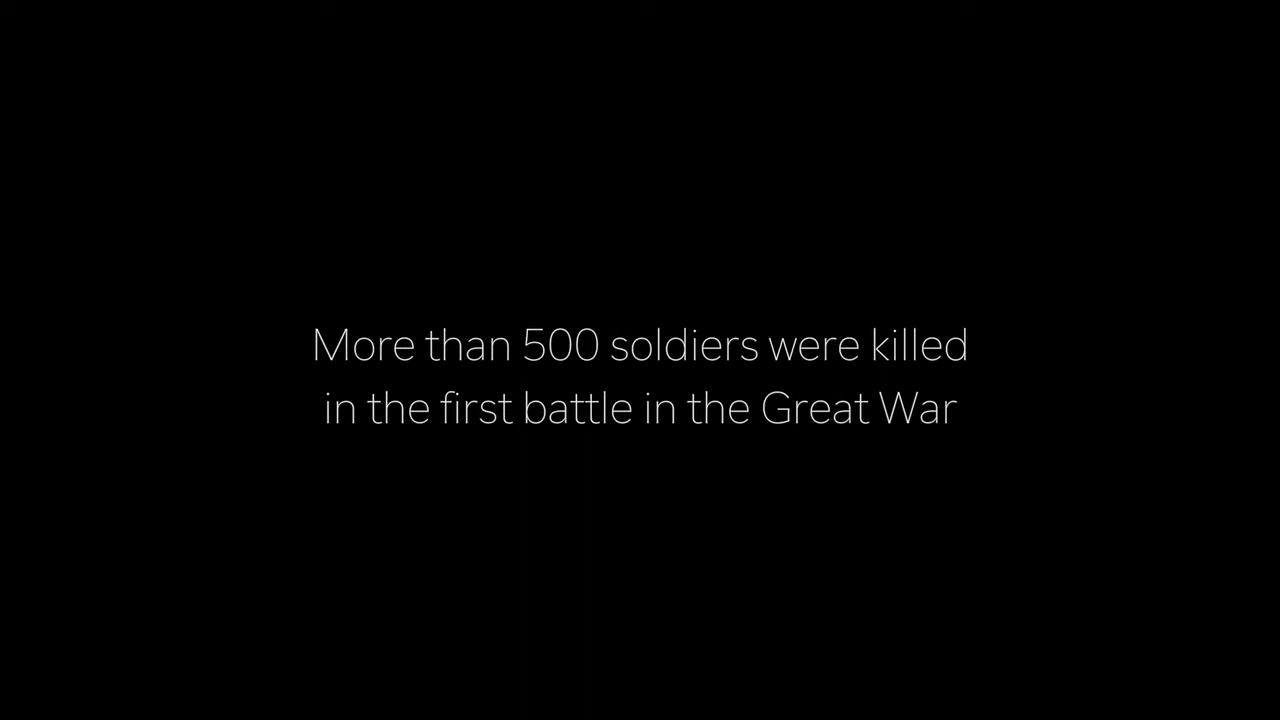 More than 500 soldiers were killed
in the first battle in the Great War